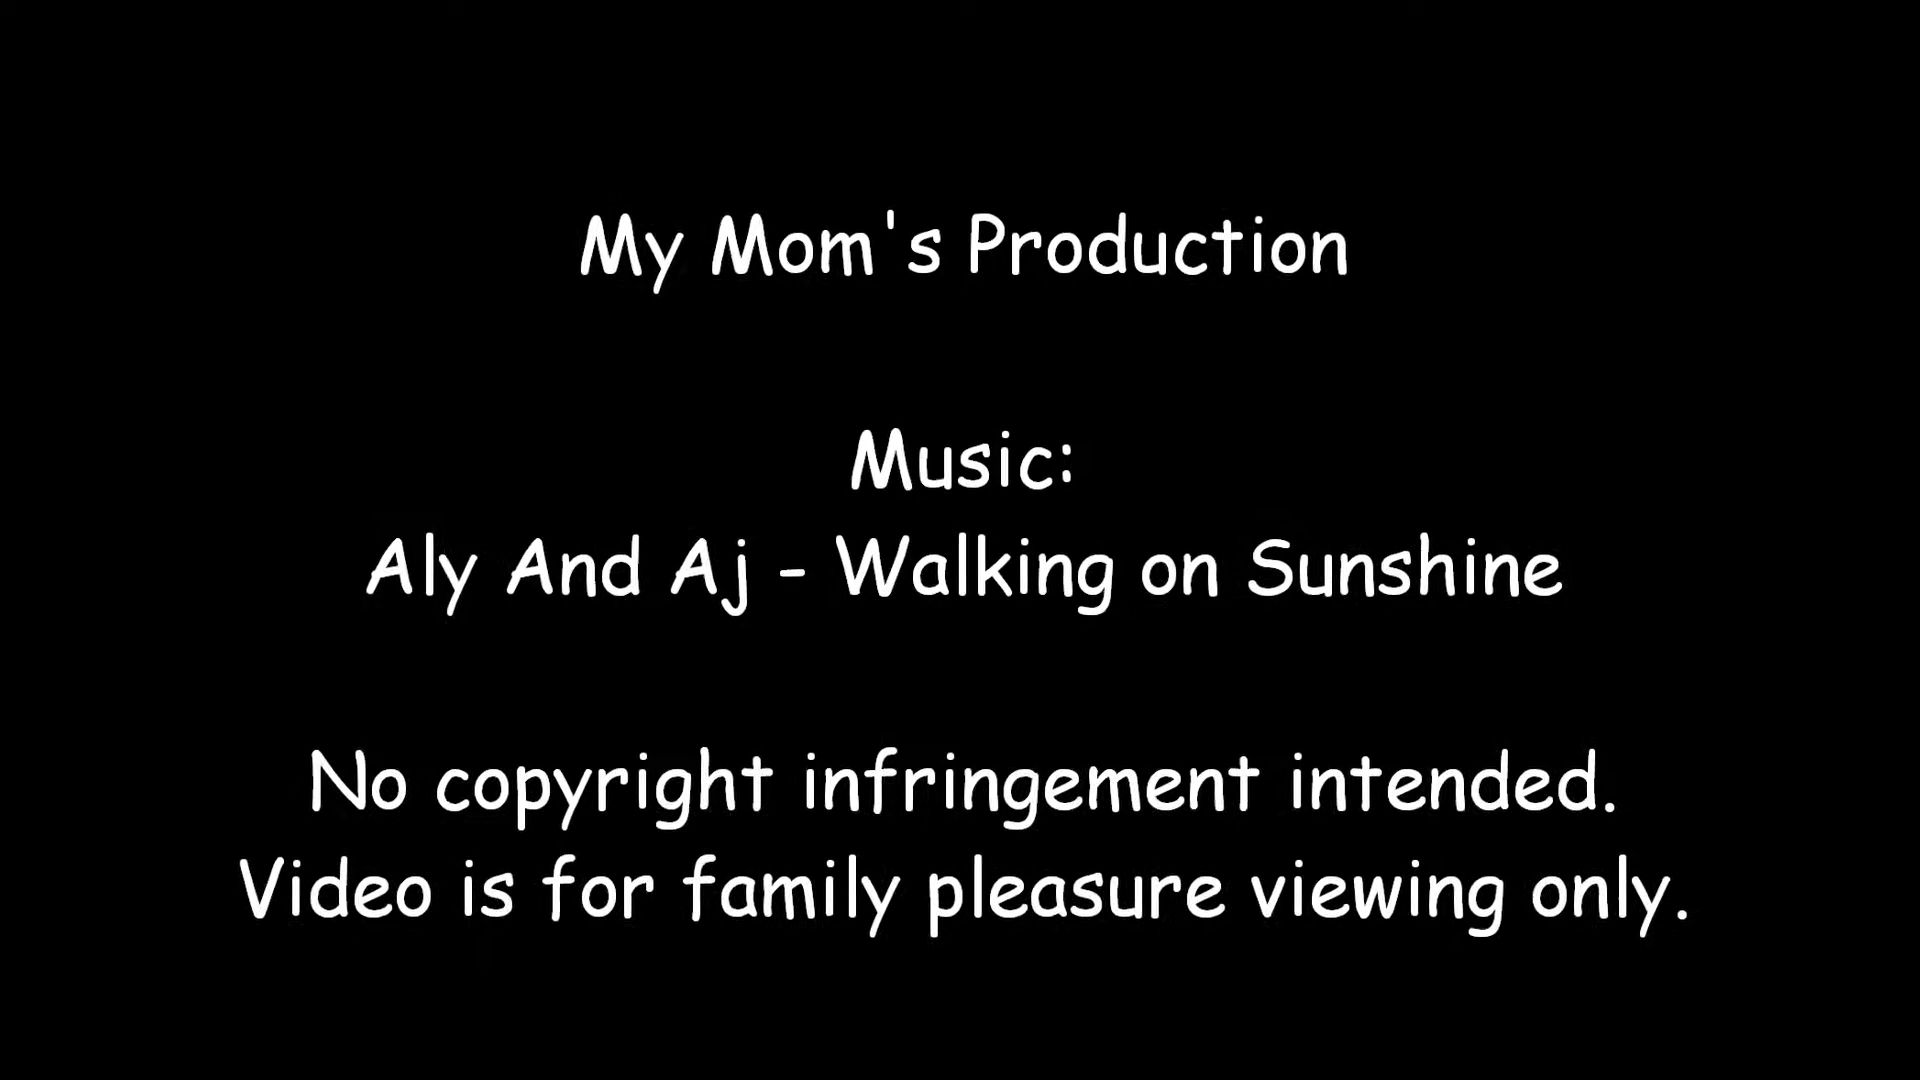 My Mom's Production
Music:
Aly And Aj - Walking on Sunshine
No copyright infringement intended.
Video is for family pleasure viewing only.